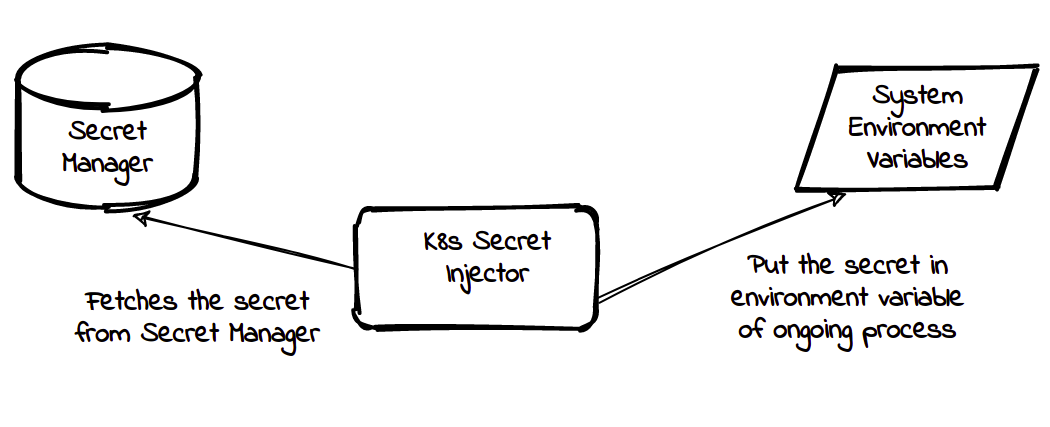 Secret
Manager
System
Environment
Variables
K8s Secret
Injector
Fetches the secret
from Secret Manager
Put the secret in
environment variable
of ongoing process